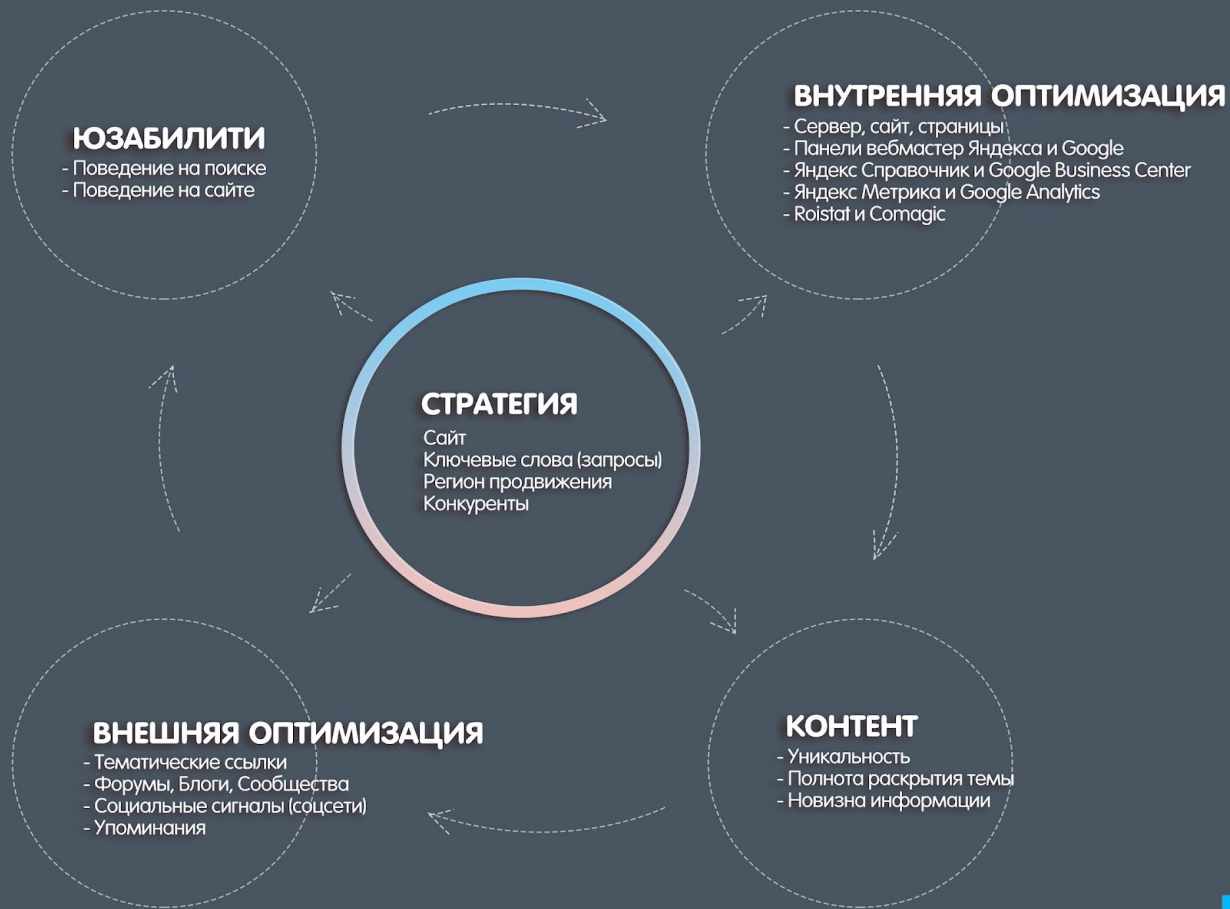 ЮЗАБИЛИТИ
- Поведение на поиске
- Поведение на сайте
ВНУТРЕННЯЯ ОПТИМИЗАЦИЯ
- Сервер, сайт, страницы
- Панели вебмастер Яндекса и Google
- Яндекс Справочник и Google Business Center
- Яндекс Метрика и Google Analytics
- Roistat и Comagic
СТРАТЕГИЯ
Сайт
Ключевые слова (запросы)
Регион продвижения
Конкуренты
ВНЕШНЯЯ ОПТИМИЗАЦИЯ
- Тематические ссылки
- Форумы, Блоги, Сообщества
- Социальные сигналы (соцсети)
- Упоминания
КОНТЕНТ
- Уникальность
- Полнота раскрытия темы
- Новизна информации